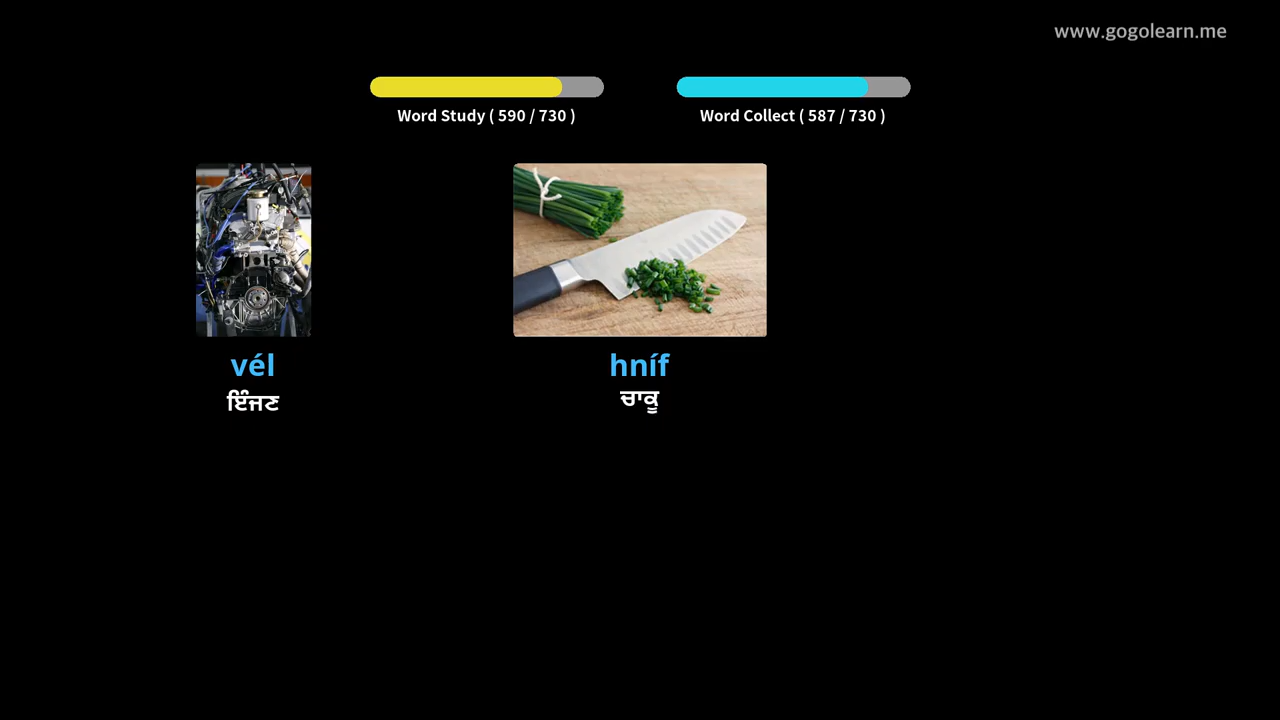 www.gogolearn.me
Word Study ( 590 / 730 )
Word Collect ( 587 / 730 )
vél
ਇੰਜਣ
hníf
ਚਾਕੂ